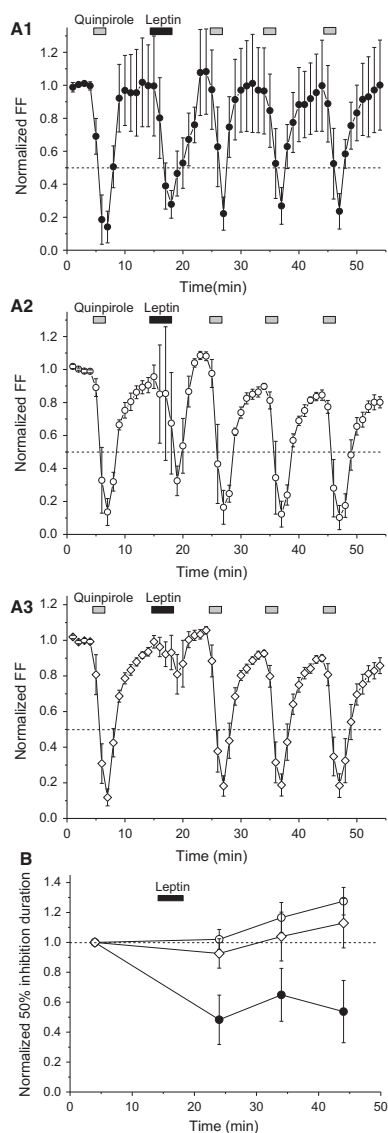 A1
Quinpirole Leptin
1.2
1.0
0.8
0.6
0.4
0.2
0.0
Normalized FF
0 10 20 30 40 50
Time(min)
A2
Quinpirole Leptin
1.2
1.0
0.8
0.6
0.4
0.2
0.0
Normalized FF
0 10 20 30 40 50
Time (min)
A3
Quinpirole Leptin
1.2
1.0
0.8
0.6
0.4
0.2
0.0
Normalized FF
0 10 20 30 40 50
Time (min)
B
Leptin
1.4
1.2
1.0
0.8
0.6
0.4
0.2
0.0
Normalized 50% inhibition duration
0 10 20 30 40 50
Time (min)